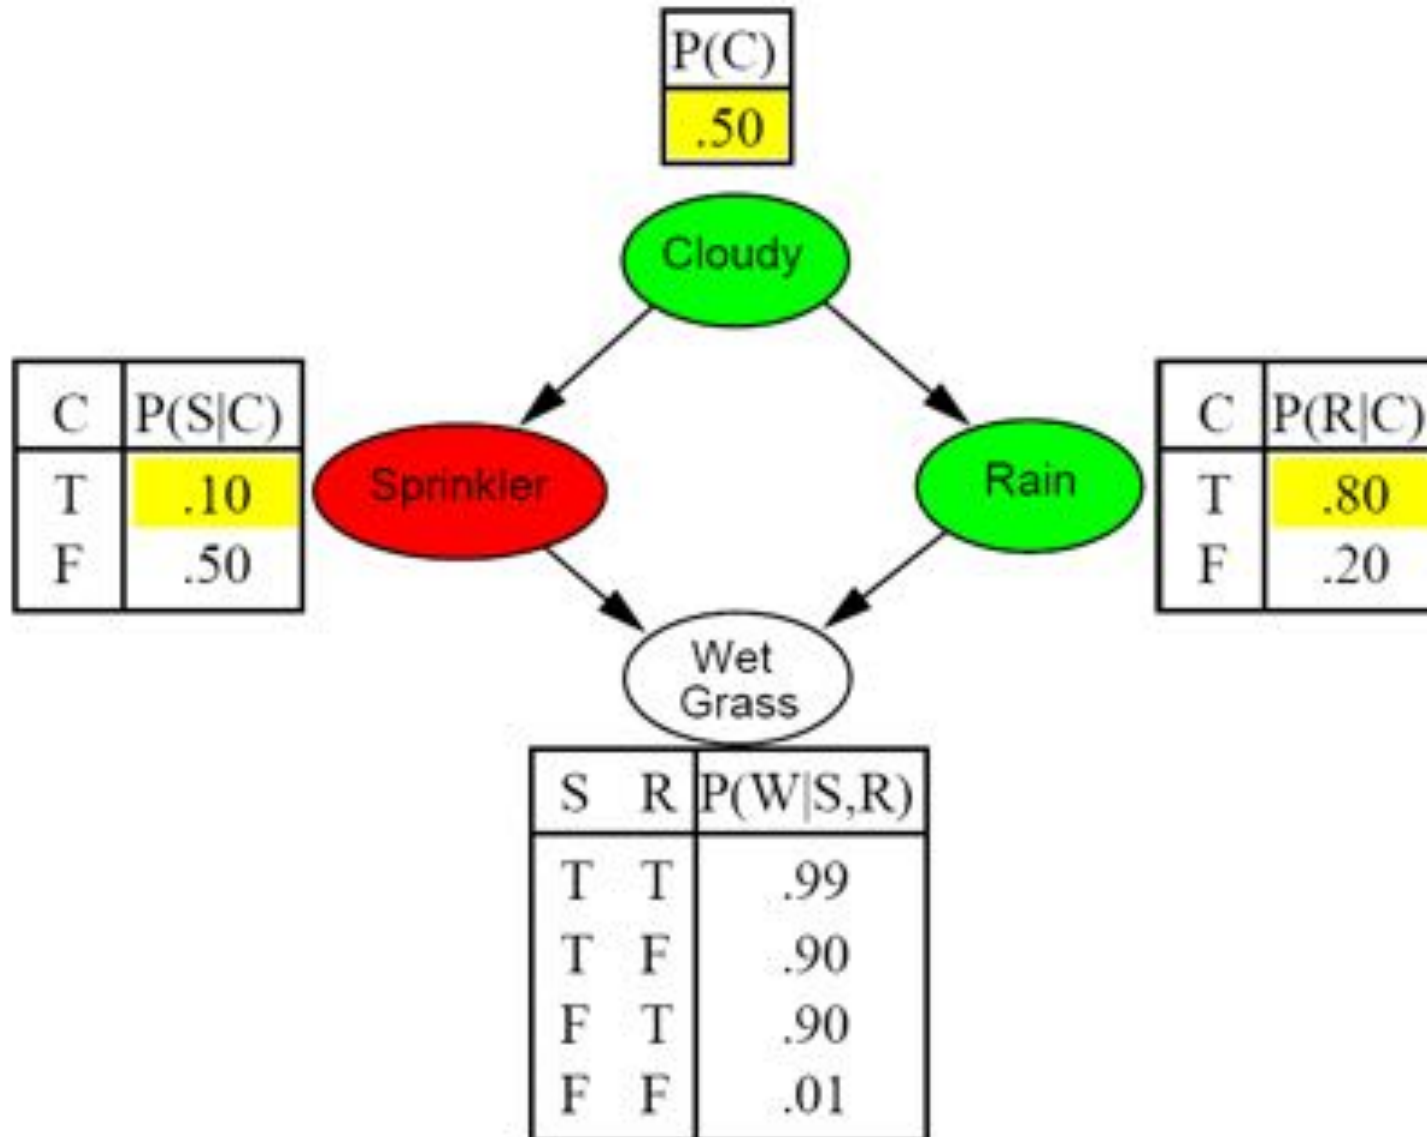 P(C)
.50
Cloudy
C P(S|C)
T .10
F .50
Sprinkler
Rain
C P(R|C)
T .80
F .20
Wet
Grass
S R P(W|S,R)
T T .99
T F .90
F T .90
F F .01